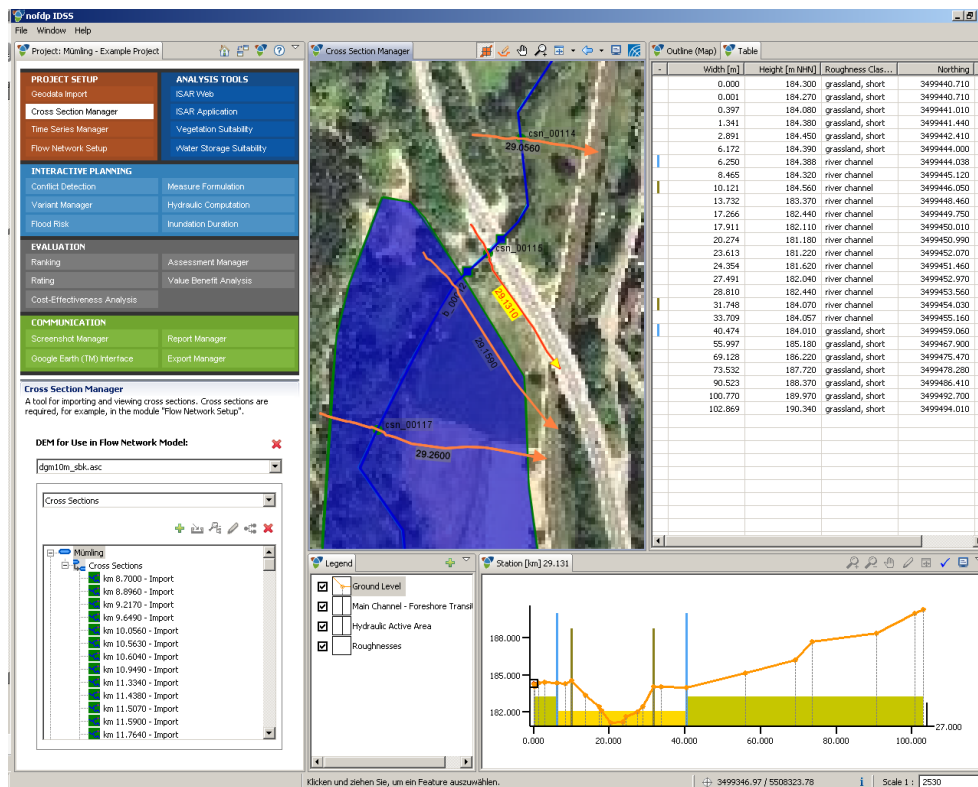 nofdp IDSS
File Window Help
Project: Mümling - Example Project
PROJECT SETUP
Geodata Import
Cross Section Manager
Time Series Manager
Flow Network Setup
ANALYSIS TOOLS
ISAR Web
ISAR Application
Vegetation Suitability
Water Storage Suitability
INTERACTIVE PLANNING
Conflict Detection
Measure Formulation
Variant Manager
Hydraulic Computation
Flood Risk
Inundation Duration
EVALUATION
Ranking
Assessment Manager
Rating
Value Benefit Analysis
Cost-Effectiveness Analysis
COMMUNICATION
Screenshot Manager
Report Manager
Google Earth (TM) Interface
Export Manager
Cross Section Manager
A tool for importing and viewing cross sections. Cross sections are
required, for example, in the module "Flow Network Setup".
DEM for Use in Flow Network Model:
dgm10m_sbk.asc
Cross Sections
Mümling
Cross Sections
km 8.7000 - Import
km 8.8960 - Import
km 9.2170 - Import
km 9.6490 - Import
km 10.0560 - Import
km 10.5630 - Import
km 10.6040 - Import
km 10.9490 - Import
km 11.3340 - Import
km 11.4380 - Import
km 11.5070 - Import
km 11.5900 - Import
km 11.7640 - Import
Cross Section Manager
csn_00114
29.0560
csn_00115
29.1310
29.1590
csn_00117
29.2600
Outline (Map) Table
- Width [m] Height [m NHN] Roughness Clas... Northing
0.000 184.300 grassland, short 3499440.710
0.001 184.270 grassland, short 3499440.710
0.397 184.080 grassland, short 3499441.010
1.341 184.380 grassland, short 3499441.440
2.891 184.450 grassland, short 3499442.410
6.172 184.390 grassland, short 3499444.000
6.250 184.388 river channel 3499444.038
8.465 184.320 river channel 3499445.120
10.121 184.560 river channel 3499446.050
13.732 183.370 river channel 3499448.460
17.266 182.440 river channel 3499449.750
17.911 182.110 river channel 3499450.010
20.274 181.180 river channel 3499450.990
23.613 181.220 river channel 3499452.070
24.354 181.620 river channel 3499451.460
27.491 182.040 river channel 3499452.970
28.810 182.440 river channel 3499453.560
31.748 184.070 river channel 3499454.030
33.709 184.057 river channel 3499455.160
40.474 184.010 grassland, short 3499459.060
55.997 185.180 grassland, short 3499467.900
69.128 186.220 grassland, short 3499475.470
73.532 187.720 grassland, short 3499478.280
90.523 188.370 grassland, short 3499486.410
100.770 189.970 grassland, short 3499492.700
102.869 190.340 grassland, short 3499494.010
Legend
Ground Level
Main Channel - Foreshore Transit
Hydraulic Active Area
Roughnesses
Station [km] 29.131
188.000
185.000
182.000
27.000
0.000 20.000 40.000 60.000 80.000 100.000
Klicken und ziehen Sie, um ein Feature auszuwählen.
3499346.97 / 5508323.78
Scale 1 : 2530